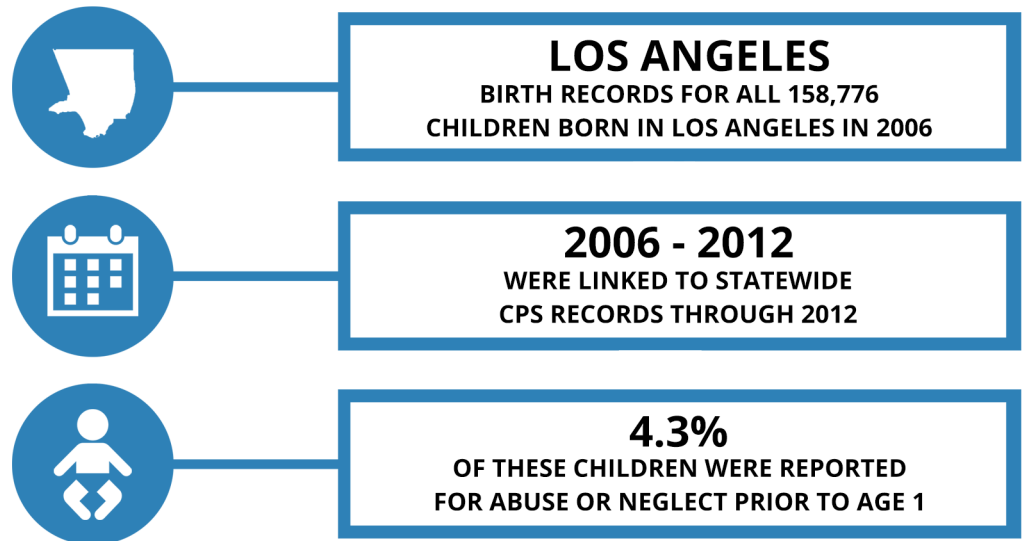 LOS ANGELES
BIRTH RECORDS FOR ALL 158,776
CHILDREN BORN IN LOS ANGELES IN 2006
2006 - 2012
WERE LINKED TO STATEWIDE
CPS RECORDS THROUGH 2012
4.3%
OF THESE CHILDREN WERE REPORTED
FOR ABUSE OR NEGLECT PRIOR TO AGE 1